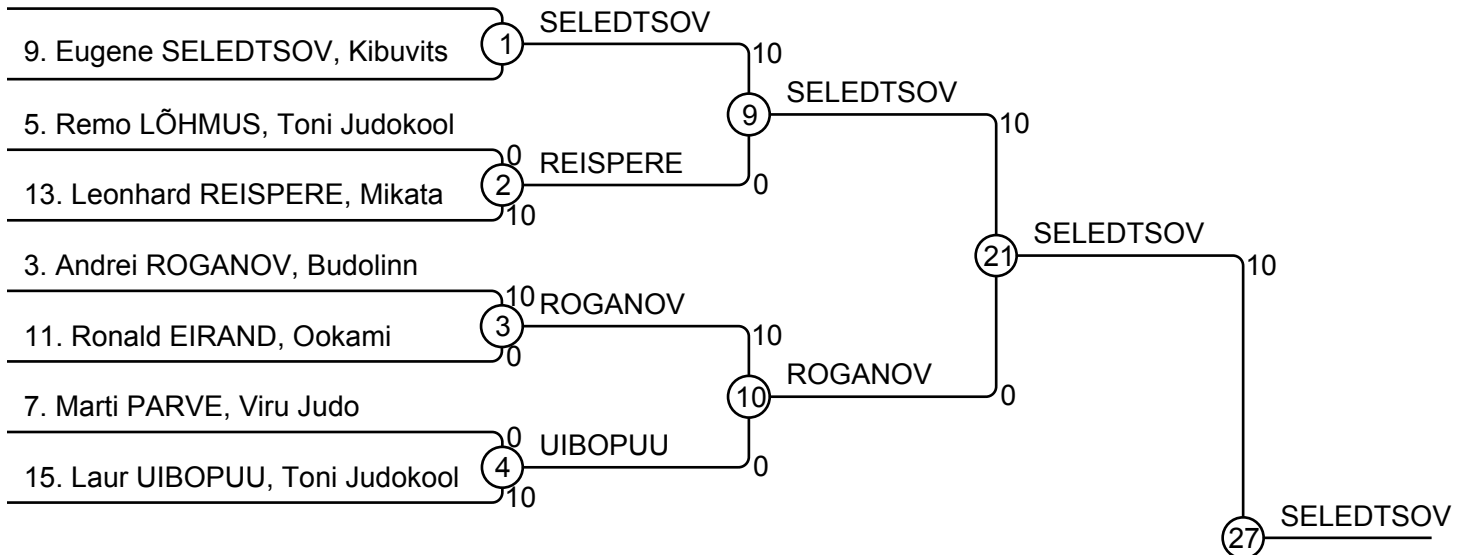 SELEDTSOV
9. Eugene SELEDTSOV, Kibuvits
1
10
SELEDTSOV
5. Remo LÕHMUS, Toni Judokool
9
10
0
REISPERE
13. Leonhard REISPERE, Mikata
2
0
10
SELEDTSOV
3. Andrei ROGANOV, Budolinn
21
10
10
ROGANOV
11. Ronald EIRAND, Ookami
3
10
0
ROGANOV
7. Marti PARVE, Viru Judo
10
0
0
UIBOPUU
15. Laur UIBOPUU, Toni Judokool
4
0
10
SELEDTSOV
27